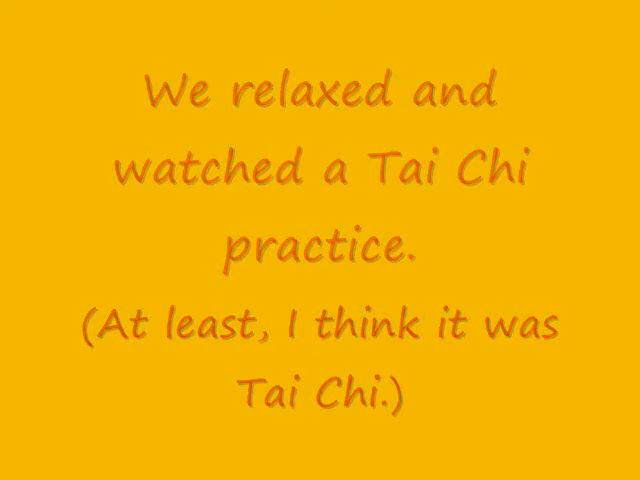 We relaxed and
watched a Tai Chi
practice.
(At least, I think it was
Tai Chi.)